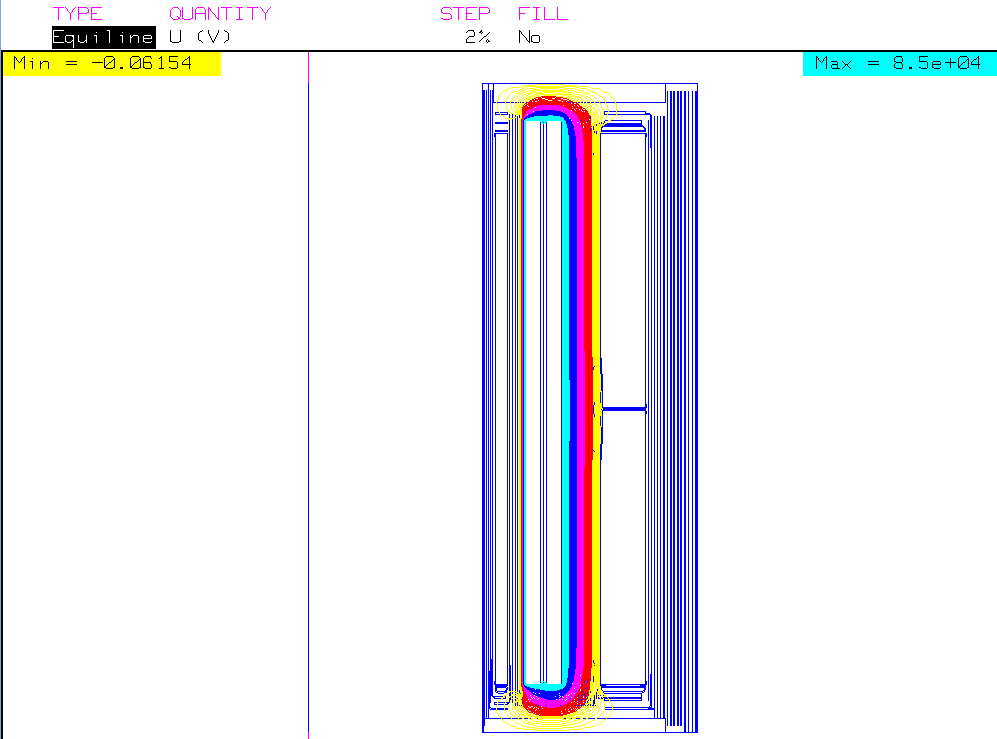 TYPE QUANTITY STEP FILL
Equiline U (V) 2% No
Min = -0.06154 Max = 8.5e+04